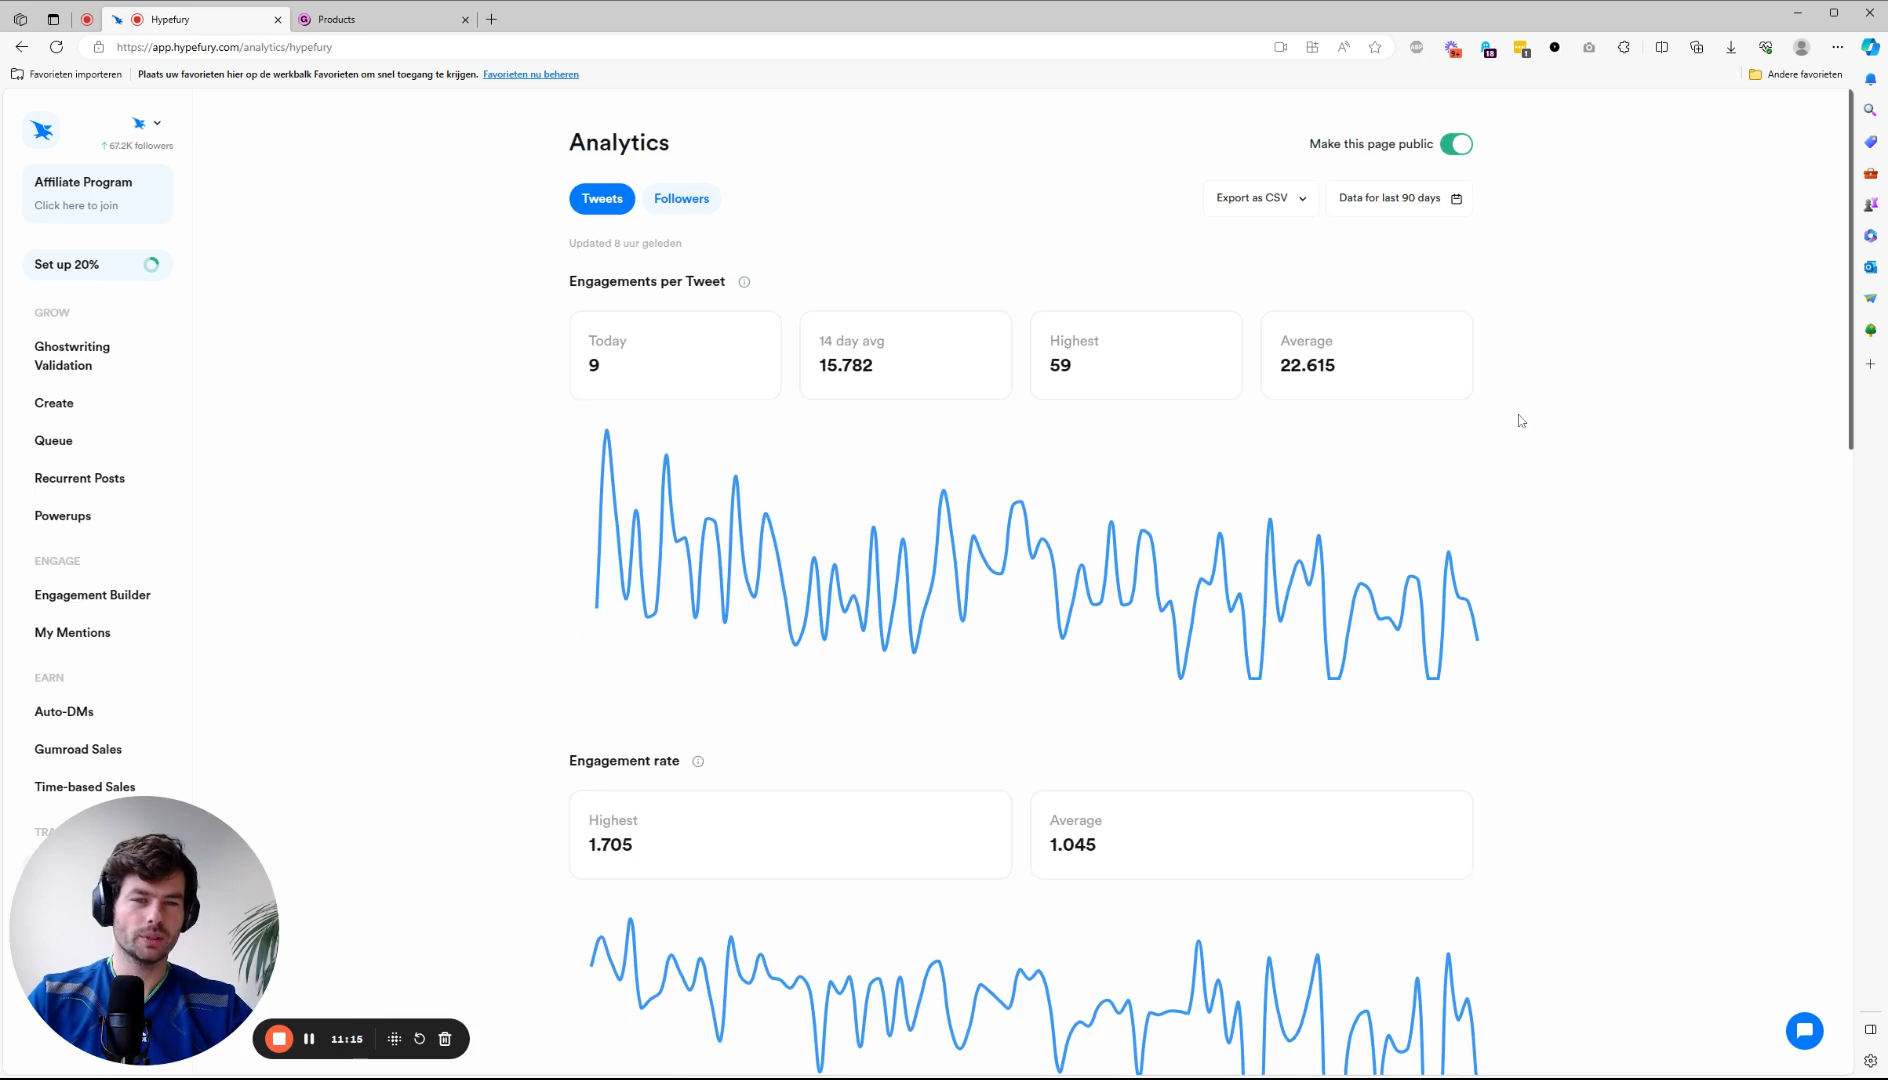 Hypefury
Products
https://app.hypefury.com/analytics/hypefury
ABP
9+
18
1
Favorieten importeren
Plaats uw favorieten hier op de werkbalk Favorieten om snel toegang te krijgen. Favorieten nu beheren
Andere favorieten
↑ 67.2K followers
Affiliate Program
Click here to join
Set up 20%
GROW
Ghostwriting
Validation
Create
Queue
Recurrent Posts
Powerups
ENGAGE
Engagement Builder
My Mentions
EARN
Auto-DMs
Gumroad Sales
Time-based Sales
TRA
Analytics
Make this page public
Tweets
Followers
Export as CSV
Data for last 90 days
Updated 8 uur geleden
Engagements per Tweet
Today
9
14 day avg
15.782
Highest
59
Average
22.615
Engagement rate
Highest
1.705
Average
1.045
11:15